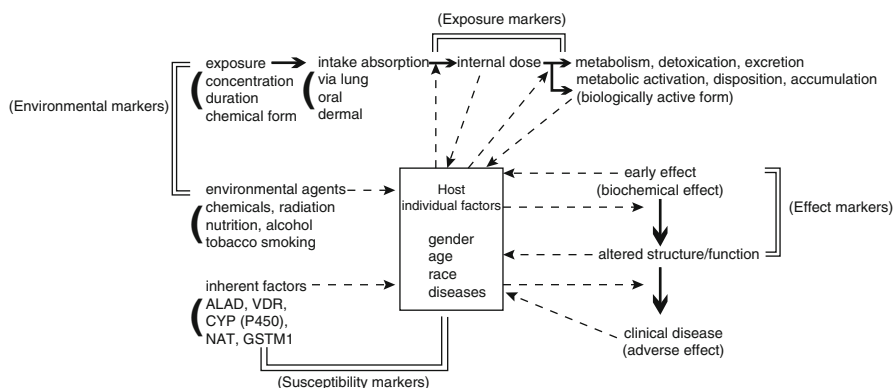 (Exposure markers)
exposure
concentration
duration
chemical form
intake absorption
via lung
oral
dermal
internal dose
metabolism, detoxication, excretion
metabolic activation, disposition, accumulation
(biologically active form)
(Environmental markers)
environmental agents
chemicals, radiation
nutrition, alcohol
tobacco smoking
Host
individual factors
gender
age
race
diseases
early effect
(biochemical effect)
(Effect markers)
altered structure/function
inherent factors
ALAD, VDR,
CYP (P450),
NAT, GSTM1
clinical disease
(adverse effect)
(Susceptibility markers)